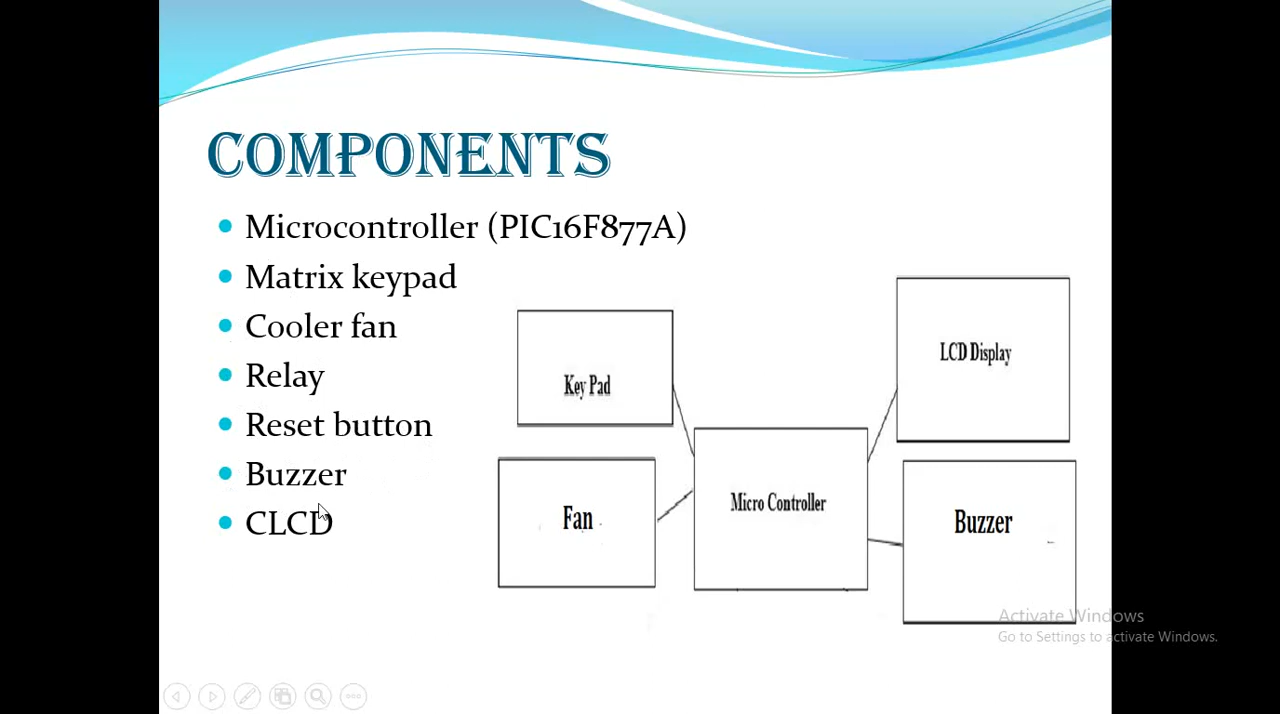 COMPONENTS
Microcontroller (PIC16F877A)
Matrix keypad
Cooler fan
Relay
Reset button
Buzzer
CLCD
Key Pad
LCD Display
Fan
Micro Controller
Buzzer
Activate Windows
Go to Settings to activate Windows.